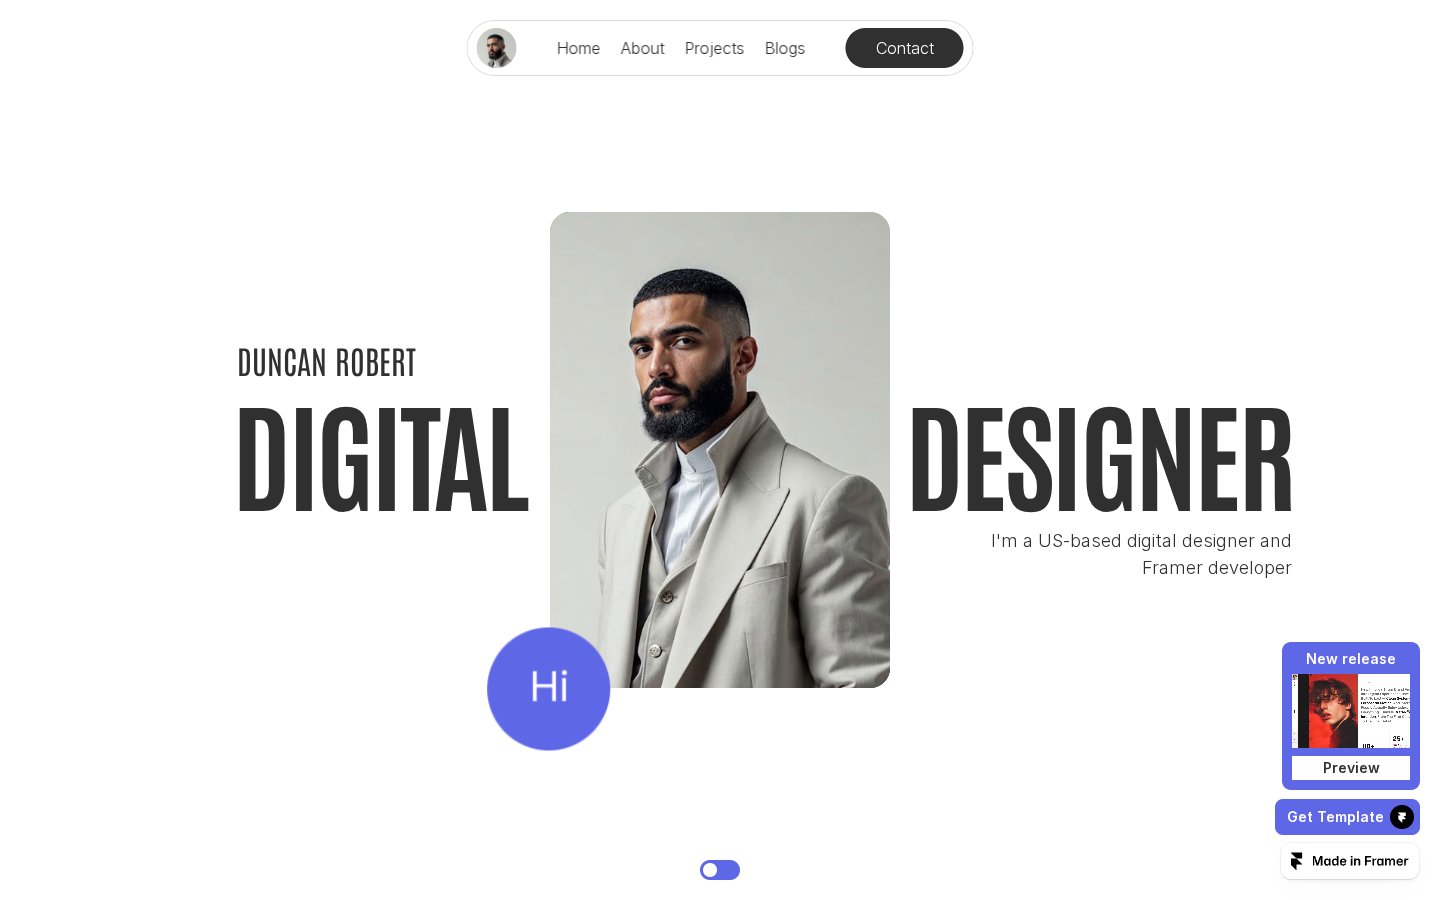 Home About Projects Blogs Contact
DUNCAN ROBERT
DIGITAL DESIGNER
I'm a US-based digital designer and
Framer developer
Hi
New release
25+
Preview
Get Template
Made in Framer